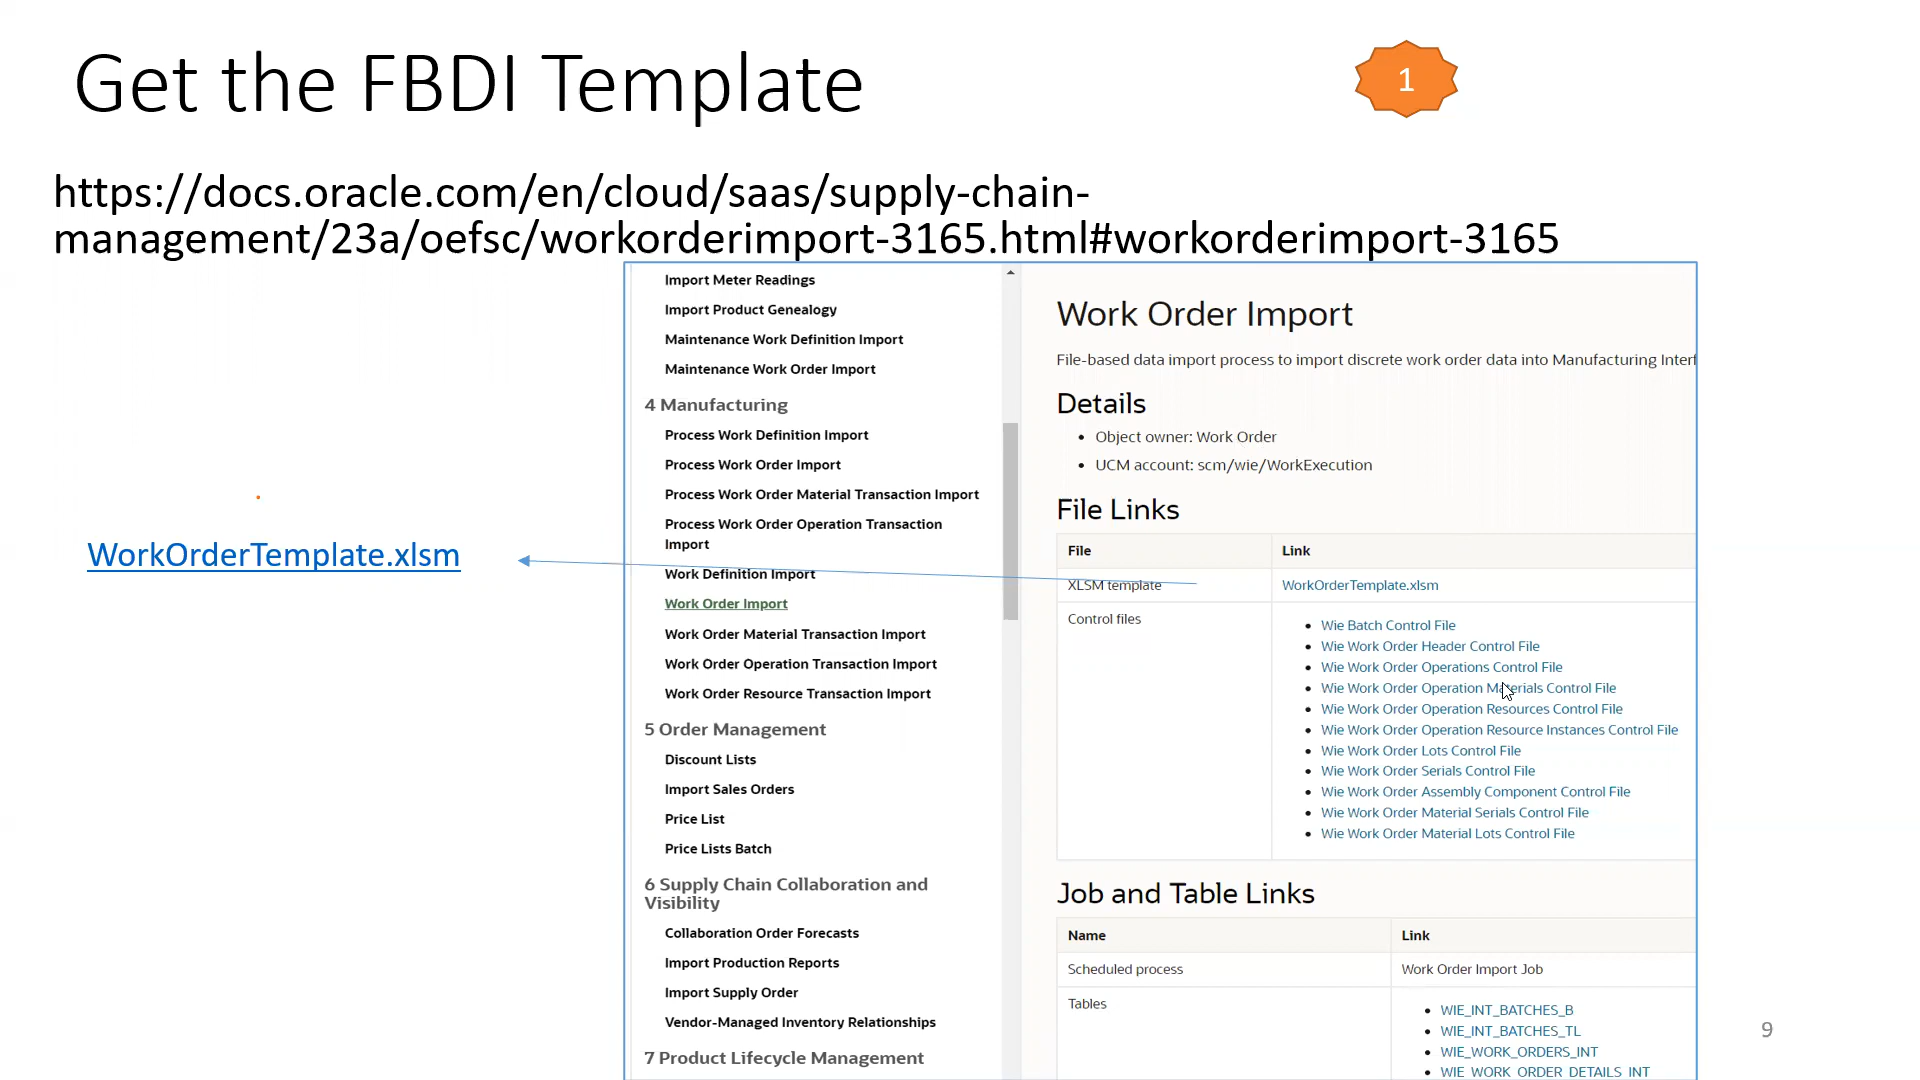 Get the FBDI Template
1
https://docs.oracle.com/en/cloud/saas/supply-chain-
management/23a/oefsc/workorderimport-3165.html#workorderimport-3165
WorkOrderTemplate.xlsm
Import Meter Readings
Import Product Genealogy
Maintenance Work Definition Import
Maintenance Work Order Import
4 Manufacturing
Process Work Definition Import
Process Work Order Import
Process Work Order Material Transaction Import
Process Work Order Operation Transaction
Import
Work Definition Import
Work Order Import
Work Order Material Transaction Import
Work Order Operation Transaction Import
Work Order Resource Transaction Import
5 Order Management
Discount Lists
Import Sales Orders
Price List
Price Lists Batch
6 Supply Chain Collaboration and
Visibility
Collaboration Order Forecasts
Import Production Reports
Import Supply Order
Vendor-Managed Inventory Relationships
7 Product Lifecycle Management
Work Order Import
File-based data import process to import discrete work order data into Manufacturing Interf
Details
• Object owner: Work Order
• UCM account: scm/wie/WorkExecution
File Links
File Link
XLSM template WorkOrderTemplate.xlsm
Control files
• Wie Batch Control File
• Wie Work Order Header Control File
• Wie Work Order Operations Control File
• Wie Work Order Operation Materials Control File
• Wie Work Order Operation Resources Control File
• Wie Work Order Operation Resource Instances Control File
• Wie Work Order Lots Control File
• Wie Work Order Serials Control File
• Wie Work Order Assembly Component Control File
• Wie Work Order Material Serials Control File
• Wie Work Order Material Lots Control File
Job and Table Links
Name Link
Scheduled process Work Order Import Job
Tables
• WIE_INT_BATCHES_B
• WIE_INT_BATCHES_TL
• WIE_WORK_ORDERS_INT
• WIE_WORK_ORDER_DETAILS_INT
9